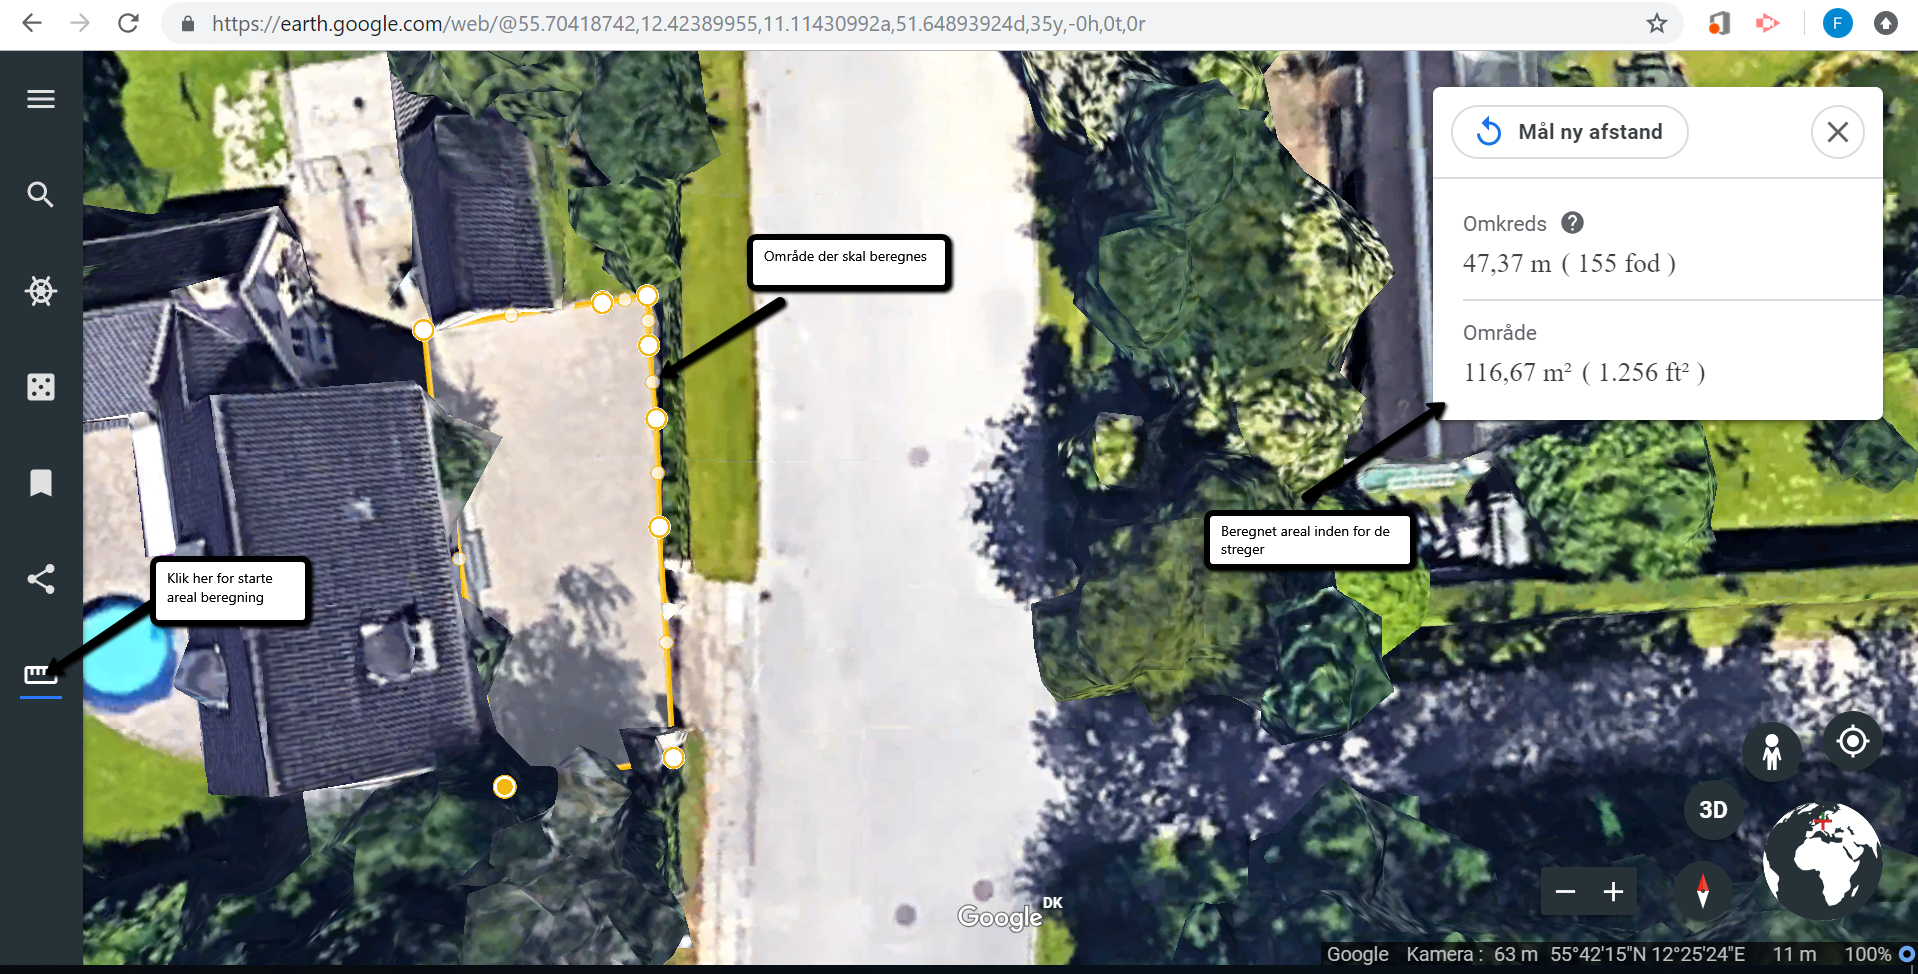 https://earth.google.com/web/@55.70418742,12.42389955,11.11430992a,51.64893924d,35y,-0h,0t,0r
F
Mål ny afstand
Omkreds ?
47,37 m ( 155 fod )
Område
116,67 m² ( 1.256 ft² )
Område der skal beregnes
Beregnet areal inden for de
streger
Klik her for starte
areal beregning
3D
Google DK
Google Kamera : 63 m 55°42'15"N 12°25'24"E 11 m 100%